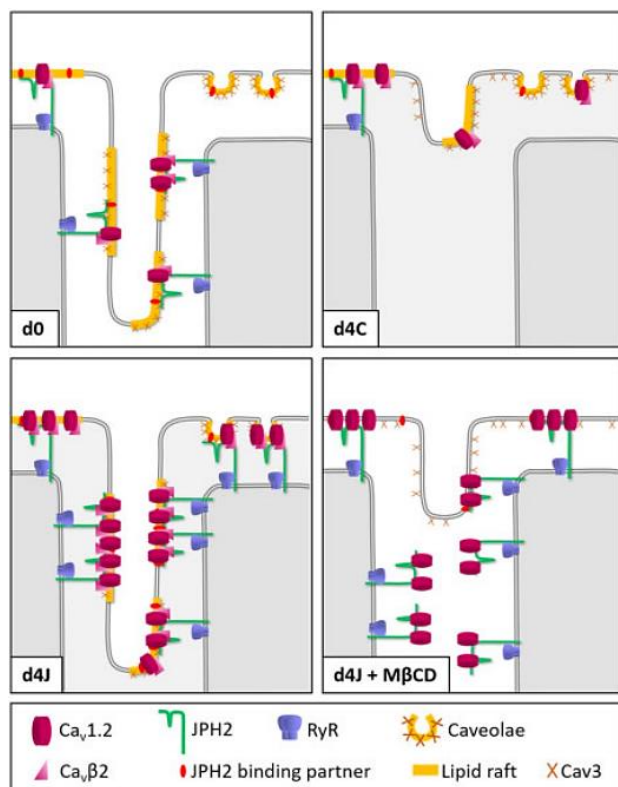 d0
d4C
d4J
d4J + MβCD
Caᵥ1.2 JPH2 RyR Caveolae
Caᵥβ2 JPH2 binding partner Lipid raft Cav3